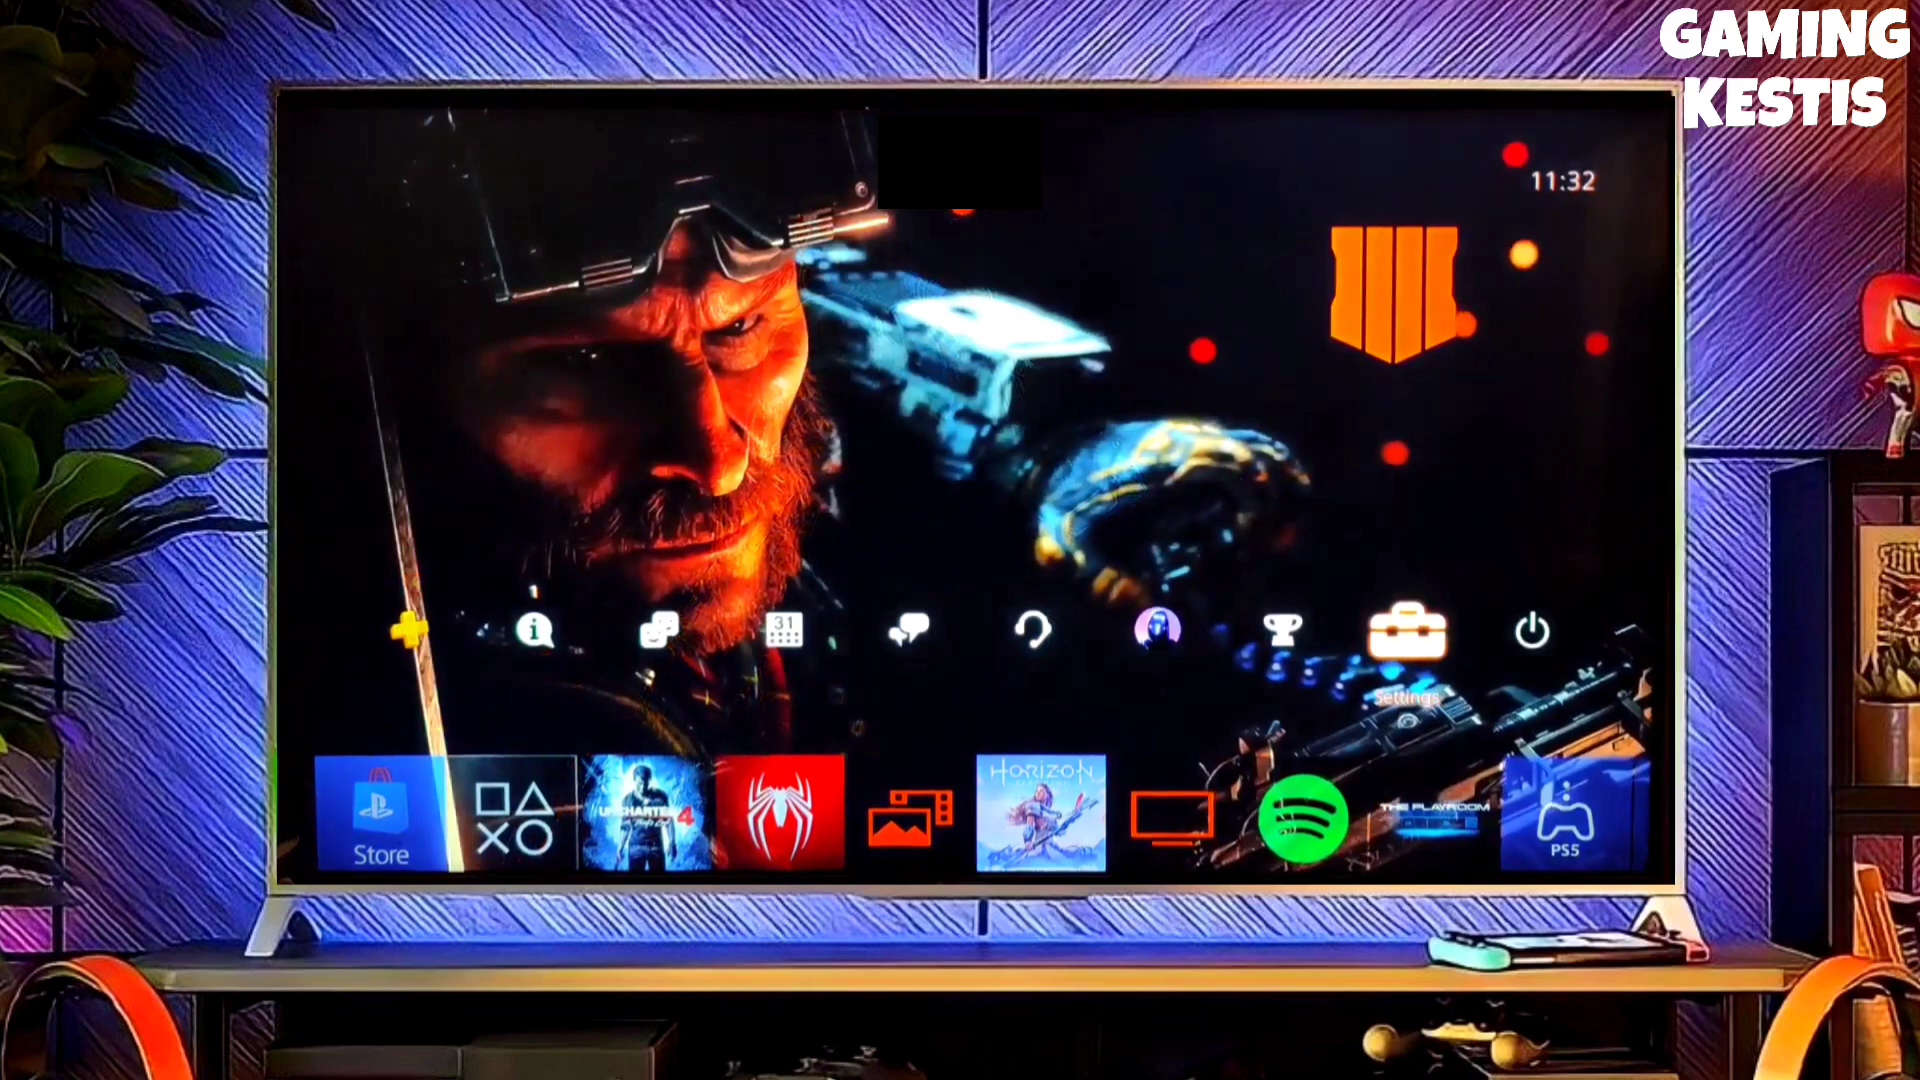 GAMING
KESTIS
11:32
31
Settings
Store
UNCHARTED 4
HORIZON
THE PLAYROOM
PS5